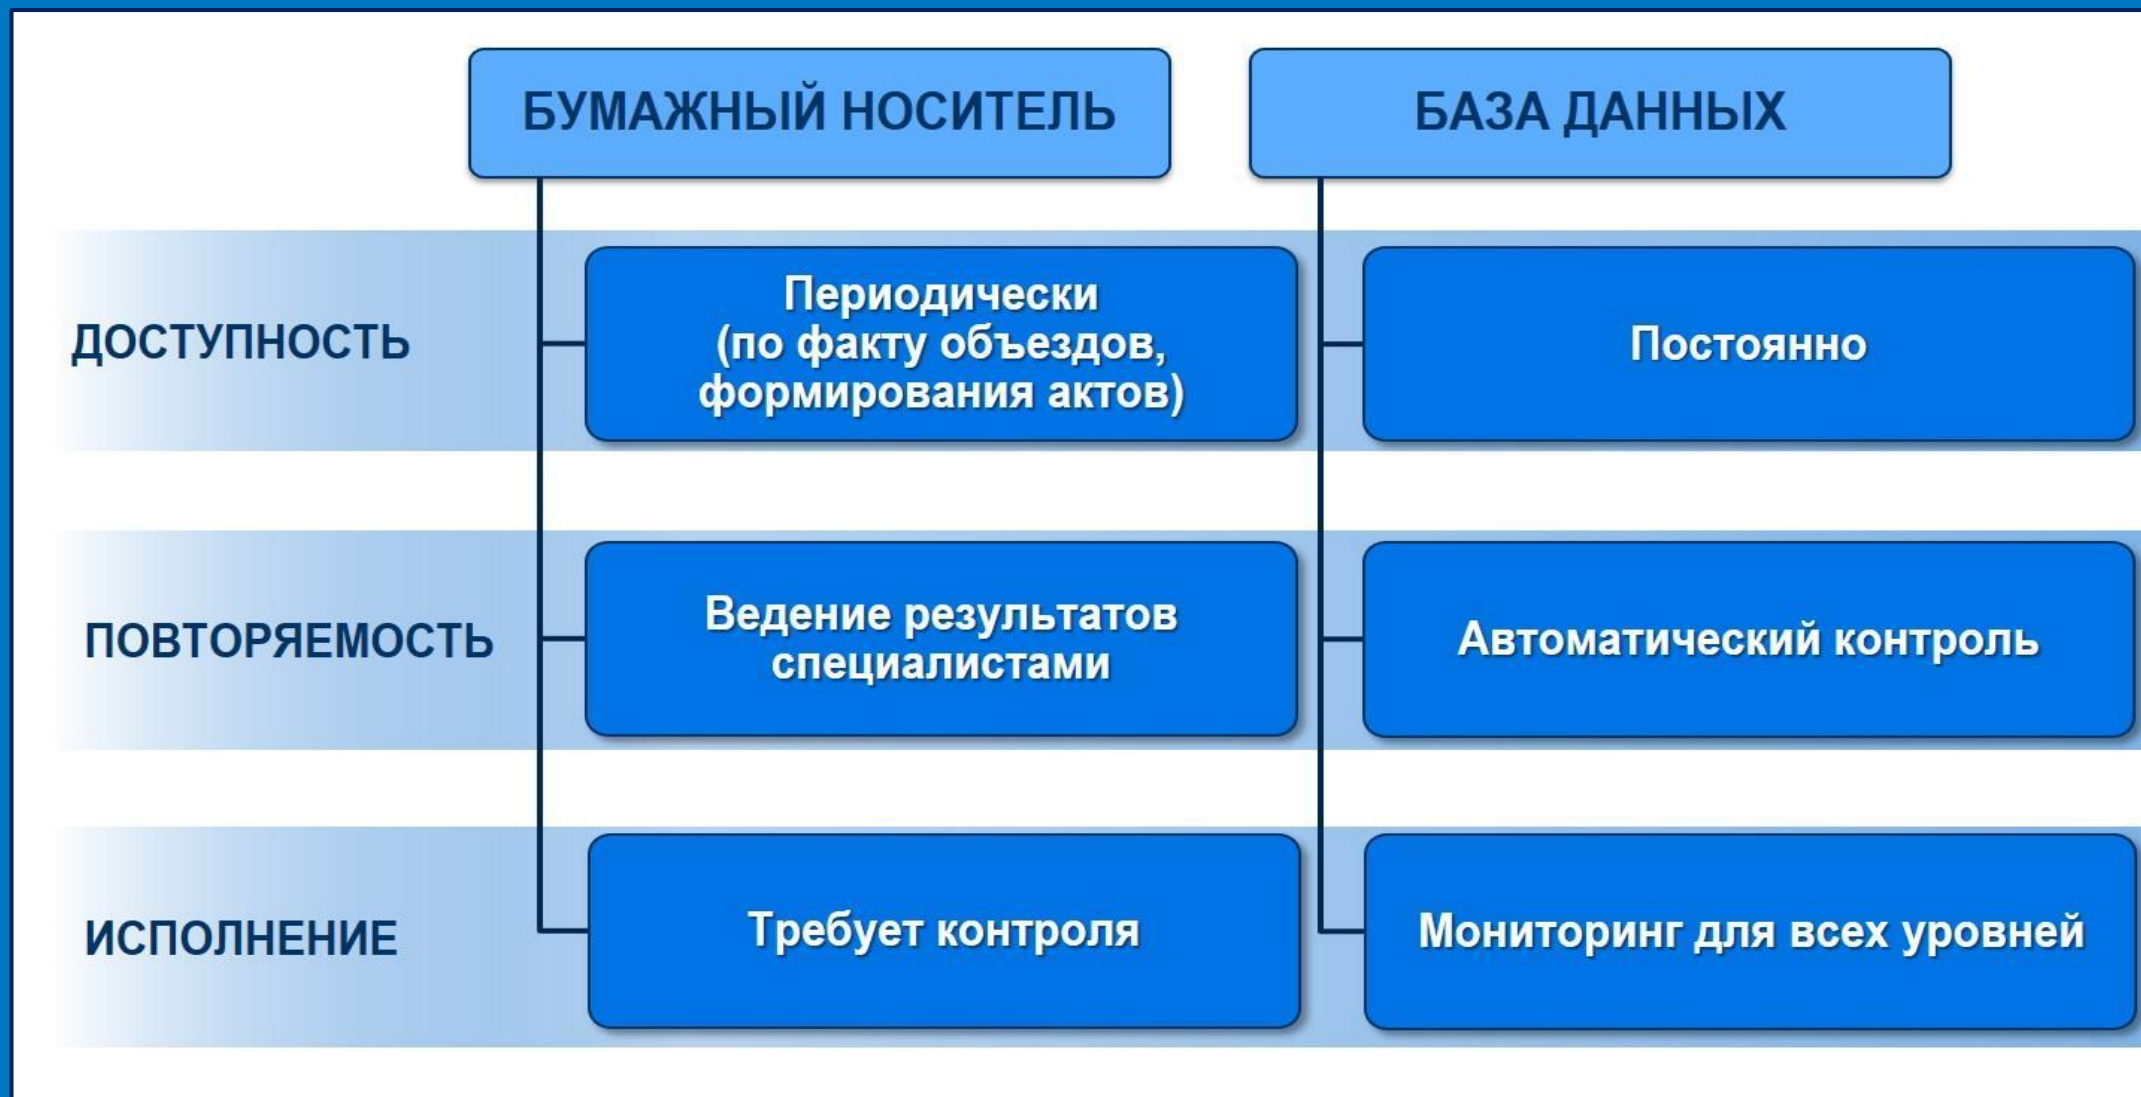 БУМАЖНЫЙ НОСИТЕЛЬ
БАЗА ДАННЫХ
ДОСТУПНОСТЬ
Периодически
(по факту объездов,
формирования актов)
Постоянно
ПОВТОРЯЕМОСТЬ
Ведение результатов
специалистами
Автоматический контроль
ИСПОЛНЕНИЕ
Требует контроля
Мониторинг для всех уровней